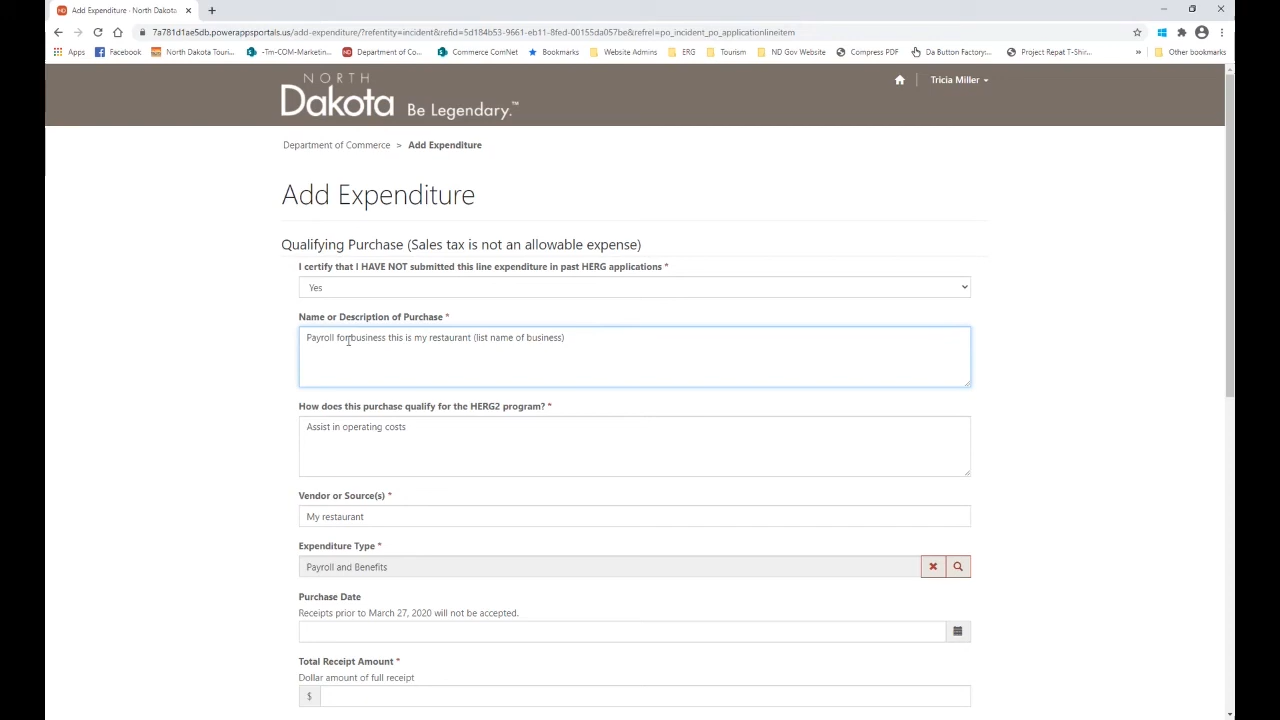 Add Expenditure · North Dakota
7a781d1ae5db.powerappsportals.us/add-expenditure/?refentity=incident&refid=5d184b53-9661-eb11-8fed-00155da057be&refrel=po_incident_po_applicationlineitem
Apps Facebook North Dakota Touri... -Tm-COM-Marketin... Department of Co... Commerce ComNet Bookmarks Website Admins ERG Tourism ND Gov Website Compress PDF Da Button Factory:... Project Repat T-Shir... » Other bookmarks
NORTH
Dakota Be Legendary.™
Tricia Miller
Department of Commerce > Add Expenditure
Add Expenditure
Qualifying Purchase (Sales tax is not an allowable expense)
I certify that I HAVE NOT submitted this line expenditure in past HERG applications *
Yes
Name or Description of Purchase *
Payroll for business this is my restaurant (list name of business)
How does this purchase qualify for the HERG2 program? *
Assist in operating costs
Vendor or Source(s) *
My restaurant
Expenditure Type *
Payroll and Benefits
Purchase Date
Receipts prior to March 27, 2020 will not be accepted.
Total Receipt Amount *
Dollar amount of full receipt
$